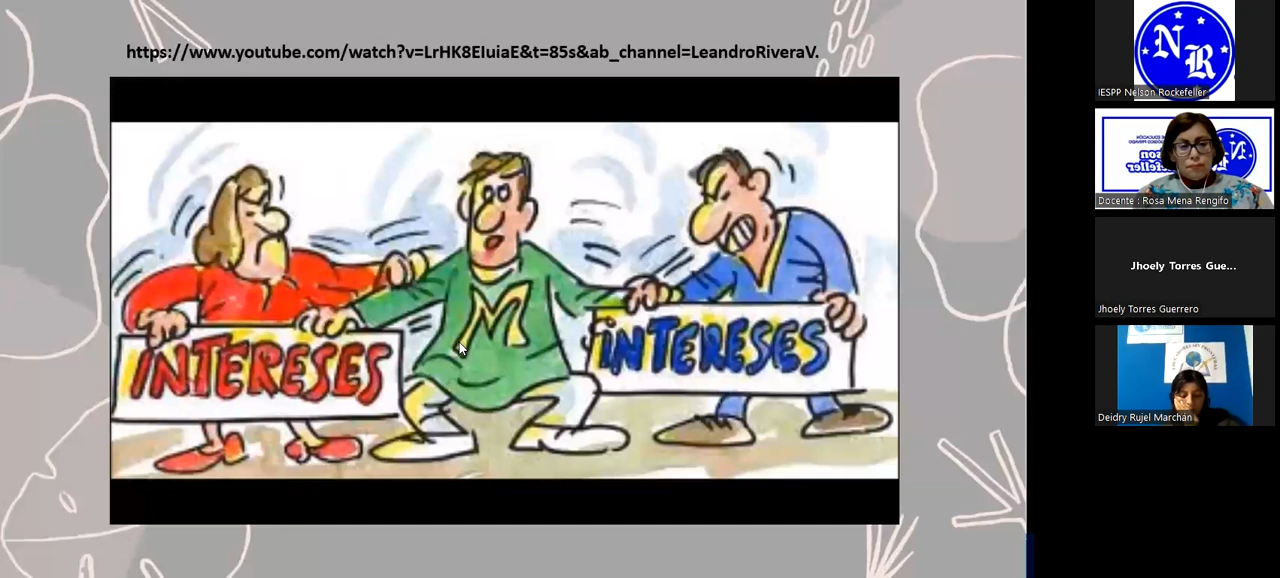 https://www.youtube.com/watch?v=LrHK8EIuiaE&t=85s&ab_channel=LeandroRiveraV.
INTERESES
M
INTERESES
NR
IESPP Nelson Rockefeller
Docente : Rosa Mena Rengifo
Jhoely Torres Gue...
Jhoely Torres Guerrero
Deidry Rujel Marchán